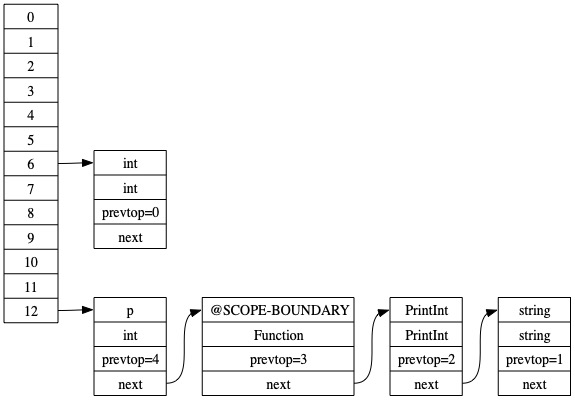 0
1
2
3
4
5
6
7
8
9
10
11
12
int
int
prevtop=0
next
p
int
prevtop=4
next
@SCOPE-BOUNDARY
Function
prevtop=3
next
PrintInt
PrintInt
prevtop=2
next
string
string
prevtop=1
next